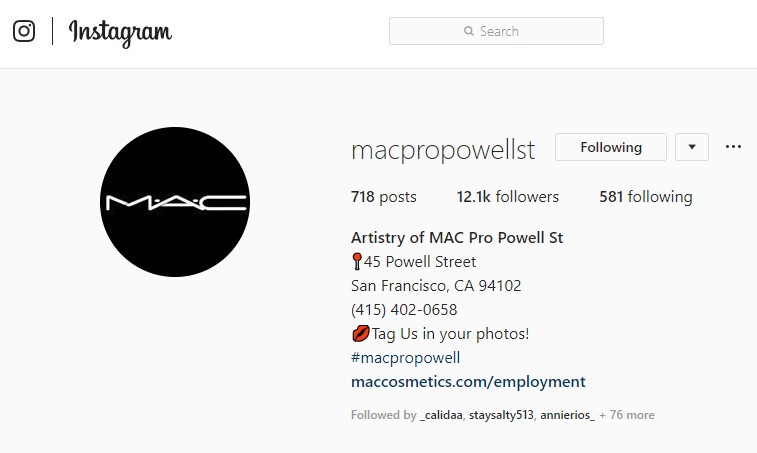 Instagram
Search
MAC
macpropowellst Following
718 posts 12.1k followers 581 following
Artistry of MAC Pro Powell St
📍45 Powell Street
San Francisco, CA 94102
(415) 402-0658
💋Tag Us in your photos!
#macpropowell
maccosmetics.com/employment
Followed by _calidaa, staysalty513, annierios_ + 76 more